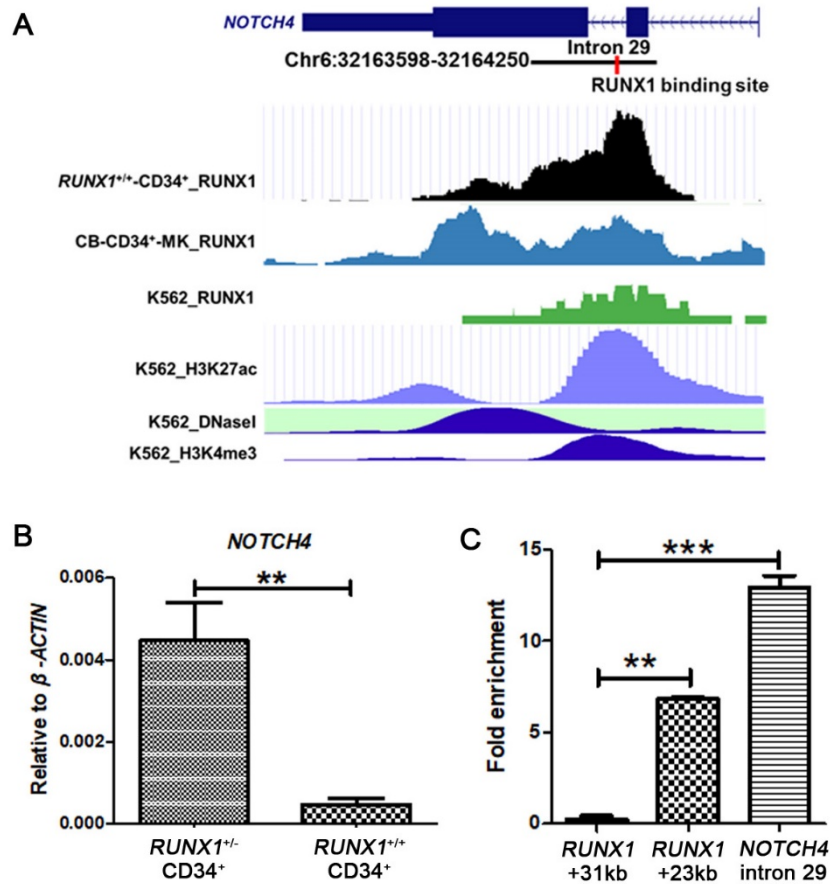 A
NOTCH4
Intron 29
Chr6:32163598-32164250
RUNX1 binding site
RUNX1+/+-CD34+_RUNX1
CB-CD34+-MK_RUNX1
K562_RUNX1
K562_H3K27ac
K562_DNaseI
K562_H3K4me3
B
NOTCH4
**
0.006
0.004
0.002
0.000
Relative to β-ACTIN
RUNX1+/-
CD34+
RUNX1+/+
CD34+
C
***
**
15
10
5
0
Fold enrichment
RUNX1
+31kb
RUNX1
+23kb
NOTCH4
intron 29